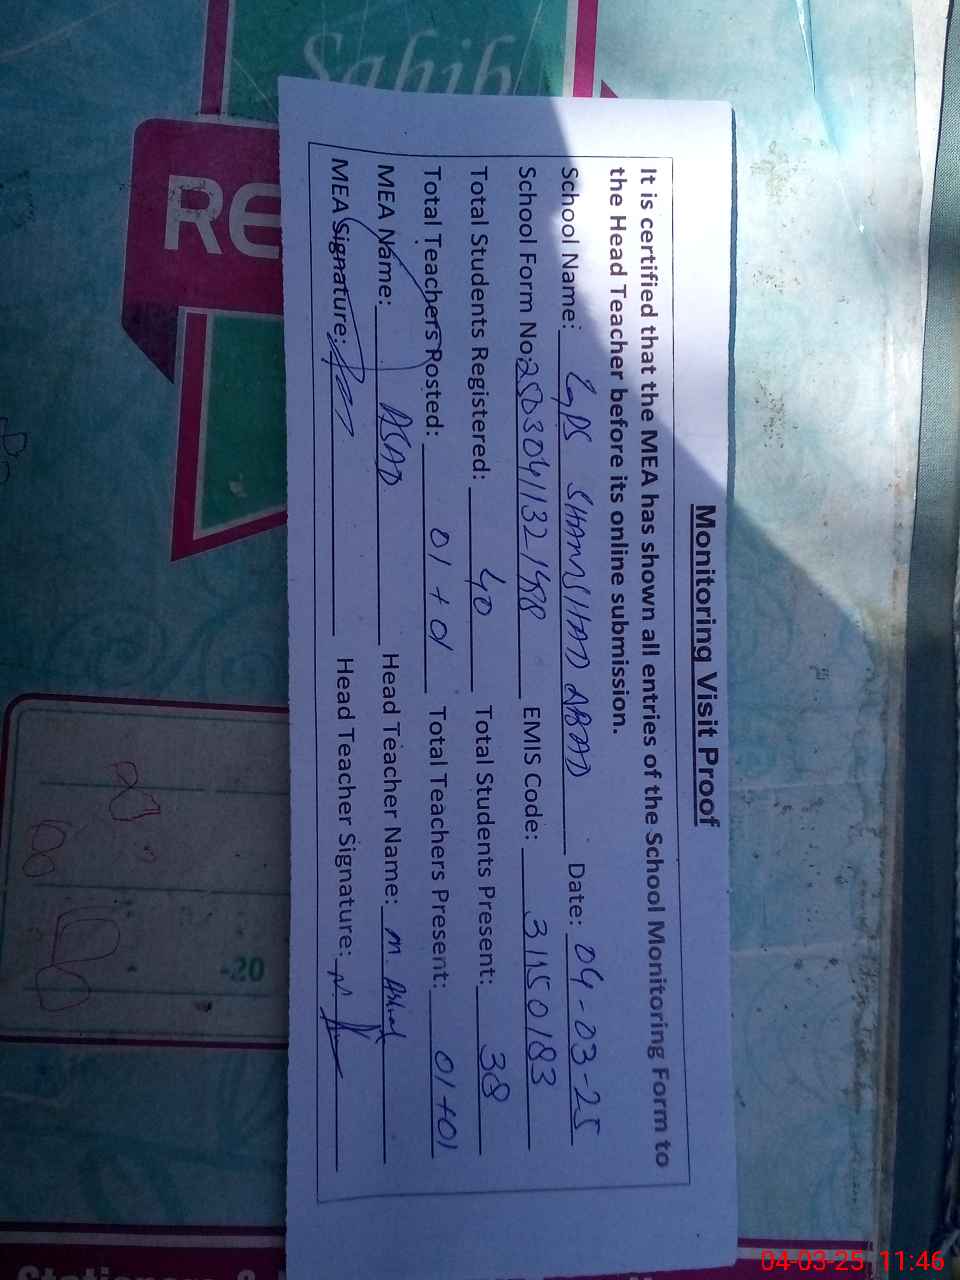 Monitoring Visit Proof
It is certified that the MEA has shown all entries of the School Monitoring Form to
the Head Teacher before its online submission.
School Name: GPS SHAMSHAD ABAD Date: 04-03-25
School Form No: EMIS Code: 31150183
Total Students Registered: 40 Total Students Present: 38
Total Teachers Posted: 01 + 01 Total Teachers Present: 01 + 01
MEA Name: ASAD Head Teacher Name: M. Ashraf
MEA Signature: Head Teacher Signature:
Sahib
RE
-20
04-03-25 11:46